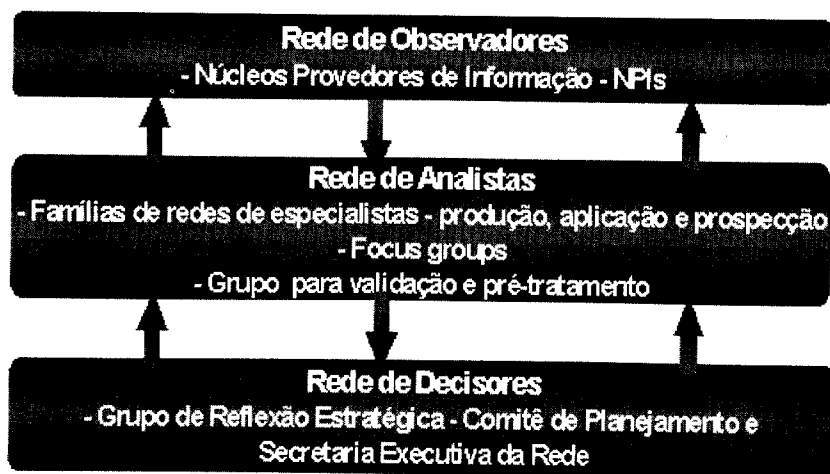 Rede de Observadores
- Núcleos Provedores de Informação - NPIs
Rede de Analistas
- Famílias de redes de especialistas - produção, aplicação e prospecção
- Focus groups
- Grupo para validação e pré-tratamento
Rede de Decisores
- Grupo de Reflexão Estratégica - Comitê de Planejamento e
Secretaria Executiva da Rede